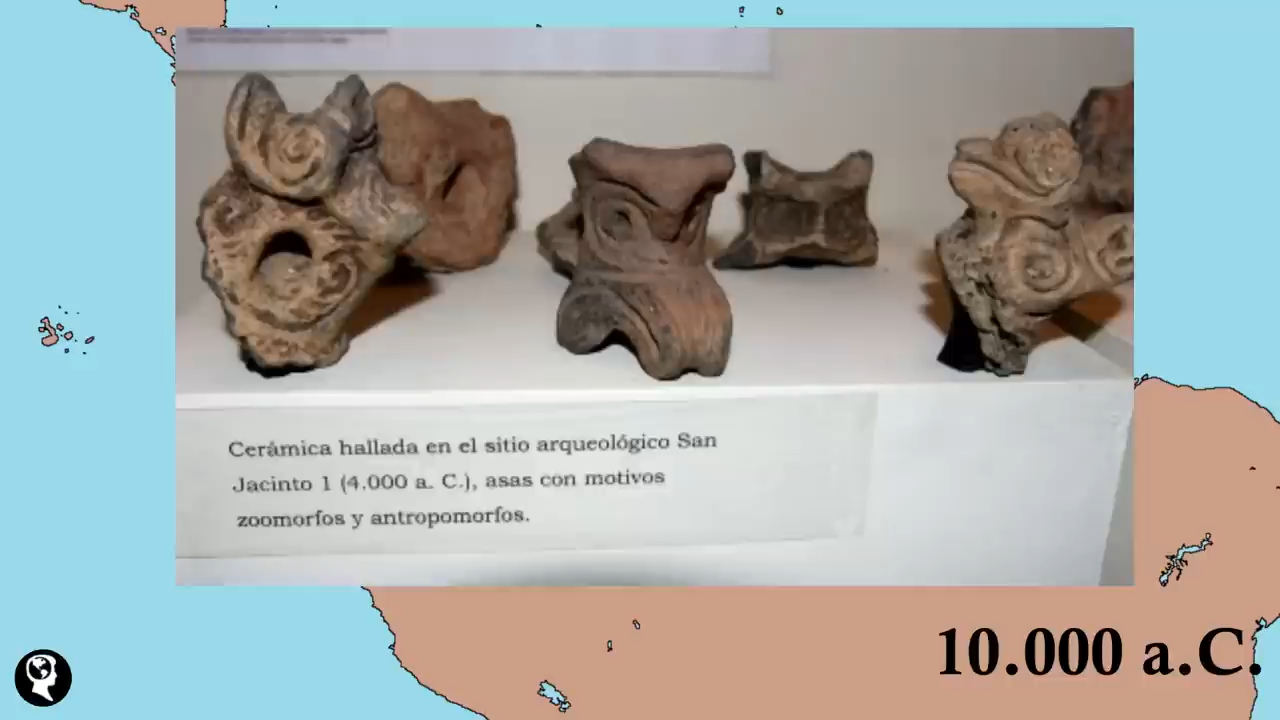 Cerámica hallada en el sitio arqueológico San
Jacinto 1 (4.000 a. C.), asas con motivos
zoomorfos y antropomorfos.
10.000 a.C.